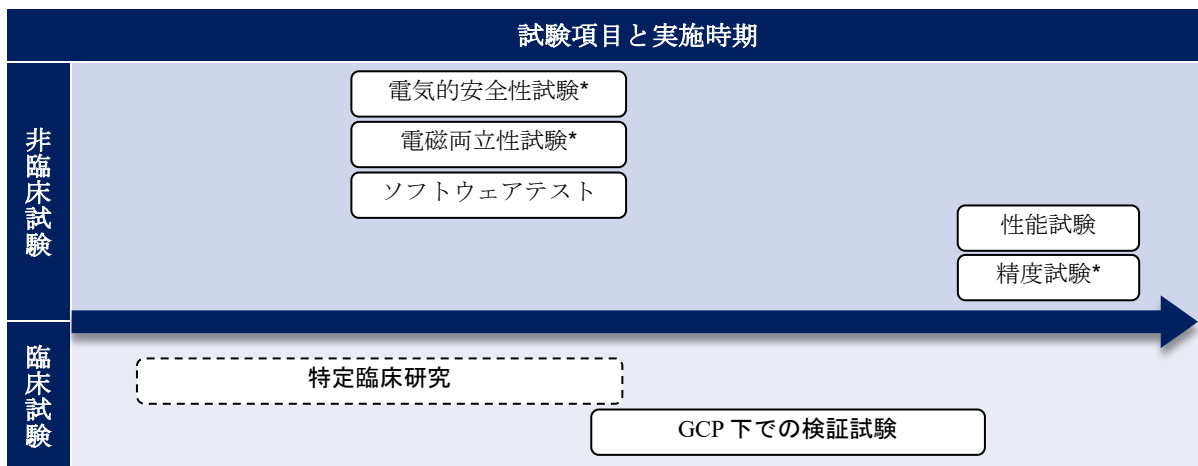 試験項目と実施時期
非臨床試験
電気的安全性試験*
電磁両立性試験*
ソフトウェアテスト
性能試験
精度試験*
臨床試験
特定臨床研究
GCP 下での検証試験